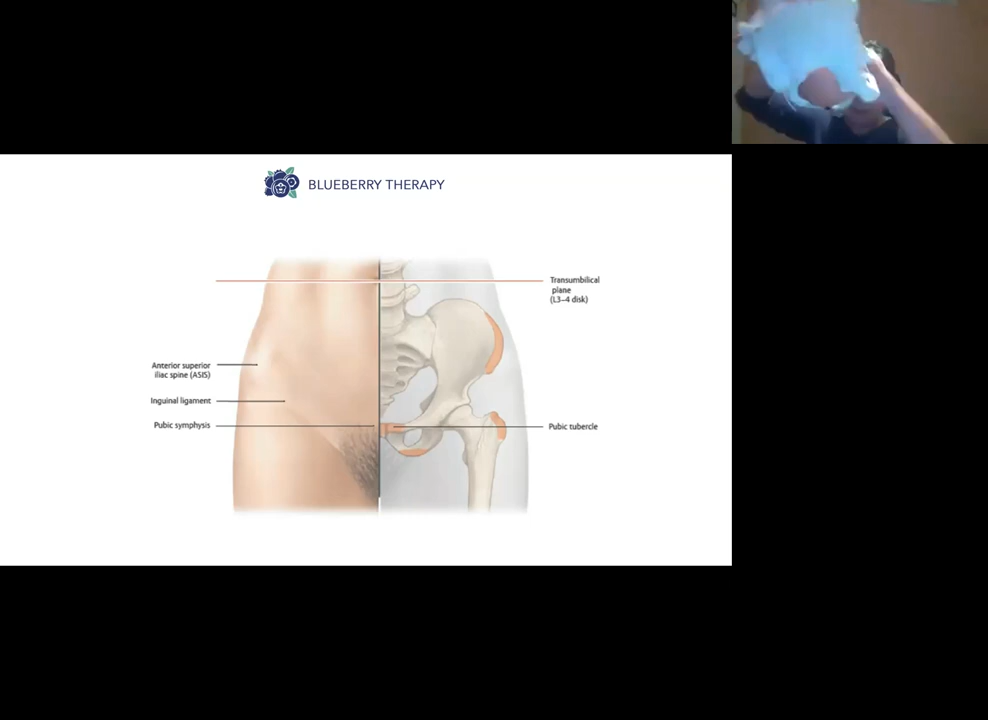 BLUEBERRY THERAPY
Transumbilical
plane
(L3–4 disk)
Anterior superior
iliac spine (ASIS)
Inguinal ligament
Pubic symphysis
Pubic tubercle